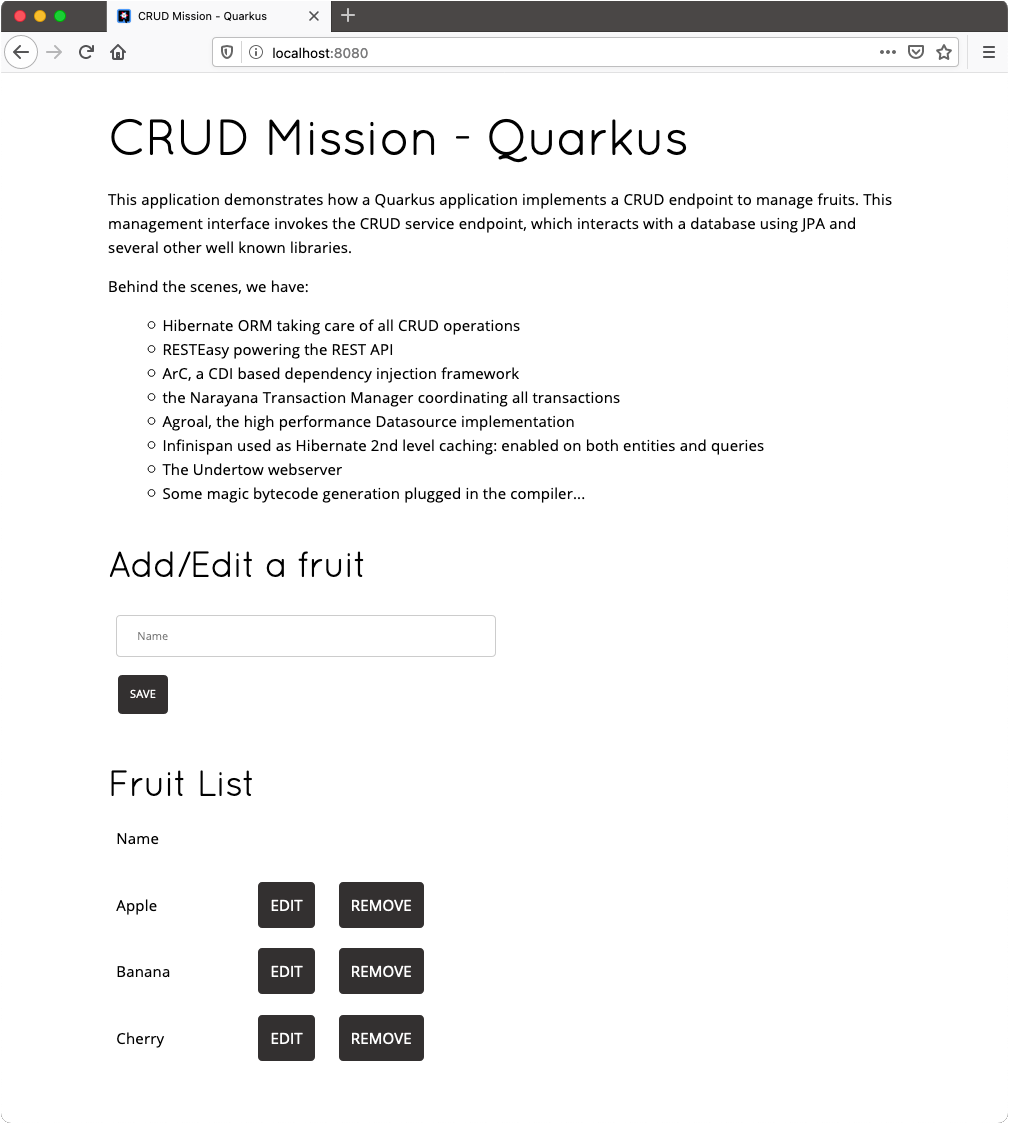 CRUD Mission - Quarkus
localhost:8080
CRUD Mission - Quarkus
This application demonstrates how a Quarkus application implements a CRUD endpoint to manage fruits. This
management interface invokes the CRUD service endpoint, which interacts with a database using JPA and
several other well known libraries.
Behind the scenes, we have:
Hibernate ORM taking care of all CRUD operations
RESTEasy powering the REST API
ArC, a CDI based dependency injection framework
the Narayana Transaction Manager coordinating all transactions
Agroal, the high performance Datasource implementation
Infinispan used as Hibernate 2nd level caching: enabled on both entities and queries
The Undertow webserver
Some magic bytecode generation plugged in the compiler...
Add/Edit a fruit
Name
SAVE
Fruit List
Name
Apple EDIT REMOVE
Banana EDIT REMOVE
Cherry EDIT REMOVE